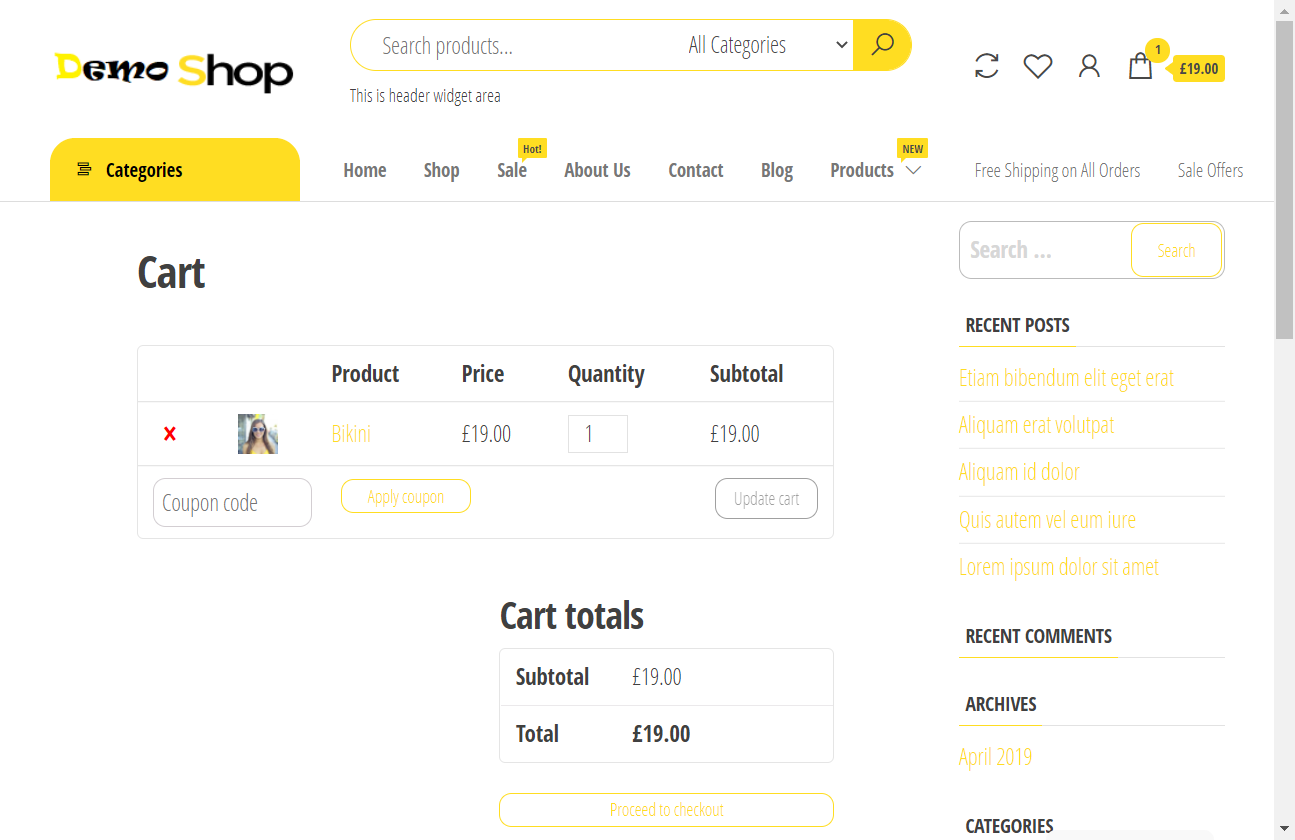 Demo Shop
Search products...
All Categories
This is header widget area
1
£19.00
Categories
Home
Shop
Sale
Hot!
About Us
Contact
Blog
Products
NEW
Free Shipping on All Orders
Sale Offers
Cart
Product Price Quantity Subtotal
Bikini £19.00 1 £19.00
Coupon code
Apply coupon
Update cart
Cart totals
Subtotal £19.00
Total £19.00
Proceed to checkout
Search ...
Search
RECENT POSTS
Etiam bibendum elit eget erat
Aliquam erat volutpat
Aliquam id dolor
Quis autem vel eum iure
Lorem ipsum dolor sit amet
RECENT COMMENTS
ARCHIVES
April 2019
CATEGORIES